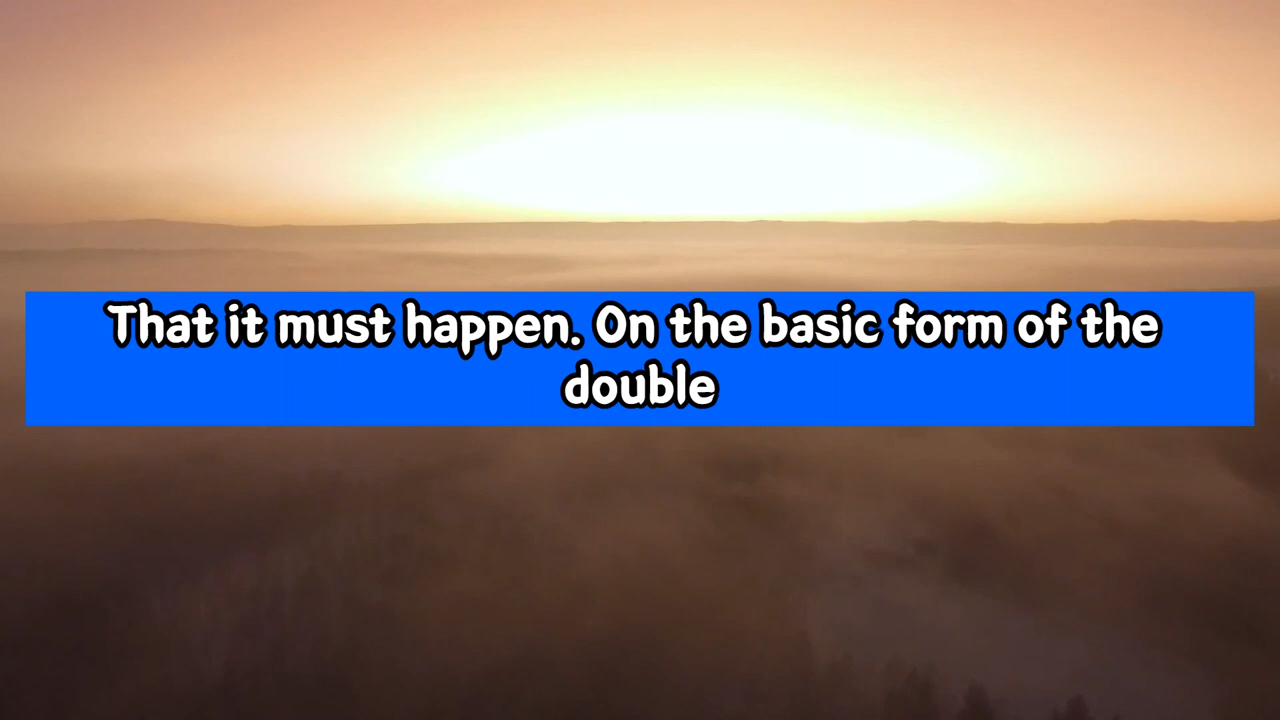 That it must happen. On the basic form of the
double